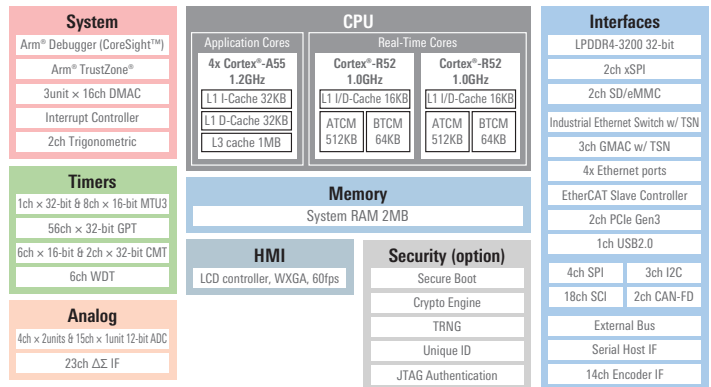 System
Arm® Debugger (CoreSight™)
Arm® TrustZone®
3unit × 16ch DMAC
Interrupt Controller
2ch Trigonometric
Timers
1ch × 32-bit & 8ch × 16-bit MTU3
56ch × 32-bit GPT
6ch × 16-bit & 2ch × 32-bit CMT
6ch WDT
Analog
4ch × 2units & 15ch × 1unit 12-bit ADC
23ch ΔΣ IF
CPU
Application Cores
4x Cortex®-A55
1.2GHz
L1 I-Cache 32KB
L1 D-Cache 32KB
L3 cache 1MB
Real-Time Cores
Cortex®-R52
1.0GHz
L1 I/D-Cache 16KB
ATCM
512KB
BTCM
64KB
Cortex®-R52
1.0GHz
L1 I/D-Cache 16KB
ATCM
512KB
BTCM
64KB
Memory
System RAM 2MB
HMI
LCD controller, WXGA, 60fps
Security (option)
Secure Boot
Crypto Engine
TRNG
Unique ID
JTAG Authentication
Interfaces
LPDDR4-3200 32-bit
2ch xSPI
2ch SD/eMMC
Industrial Ethernet Switch w/ TSN
3ch GMAC w/ TSN
4x Ethernet ports
EtherCAT Slave Controller
2ch PCIe Gen3
1ch USB2.0
4ch SPI
3ch I2C
18ch SCI
2ch CAN-FD
External Bus
Serial Host IF
14ch Encoder IF